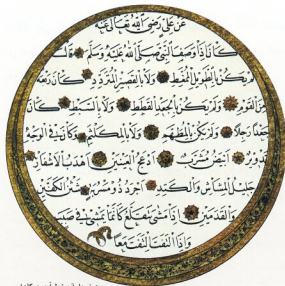 عن علي رضي الله تعالى عنه
كان اذا وصف النبي صلى الله عليه وسلم قال
لم يكن بالطويل الممغط ولا بالقصير المتردد كان ربعة
من القوم ولم يكن بالجعد القطط ولا بالسبط كان
جعدا رجلا ولم يكن بالمطهم ولا بالمكلثم وكان في الوجه
تدوير ابيض مشرب ادعج العينين اهدب الاشفار
جليل المشاش والكتد اجرد ذو مسربة شثن الكفين
والقدمين اذا مشى تقلع كانما يمشي في صبب
واذا التفت التفت معا